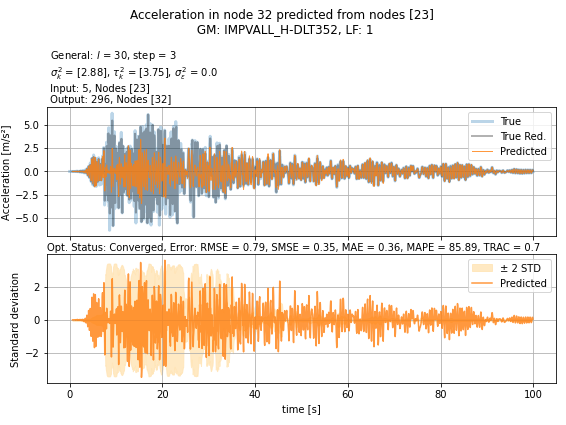 Acceleration in node 32 predicted from nodes [23]
GM: IMPVALL_H-DLT352, LF: 1
General: l = 30, step = 3
σ²ₖ = [2.88], τ²ₖ = [3.75], σ²ε = 0.0
Input: 5, Nodes [23]
Output: 296, Nodes [32]
Acceleration [m/s²]
5.0
2.5
0.0
−2.5
−5.0
True
True Red.
Predicted
Opt. Status: Converged, Error: RMSE = 0.79, SMSE = 0.35, MAE = 0.36, MAPE = 85.89, TRAC = 0.7
Standard deviation
2
0
−2
± 2 STD
Predicted
0 20 40 60 80 100
time [s]